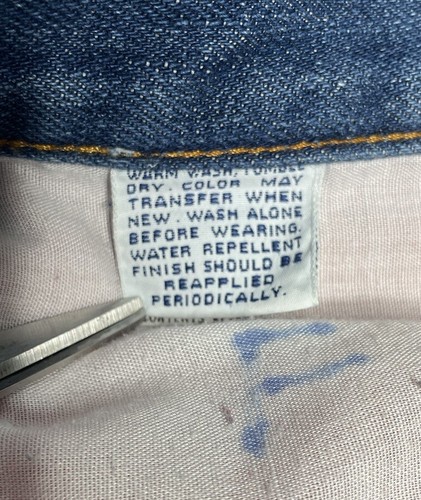 WARM WASH, TUMBLE
DRY. COLOR MAY
TRANSFER WHEN
NEW. WASH ALONE
BEFORE WEARING.
WATER REPELLENT
FINISH SHOULD BE
REAPPLIED
PERIODICALLY.